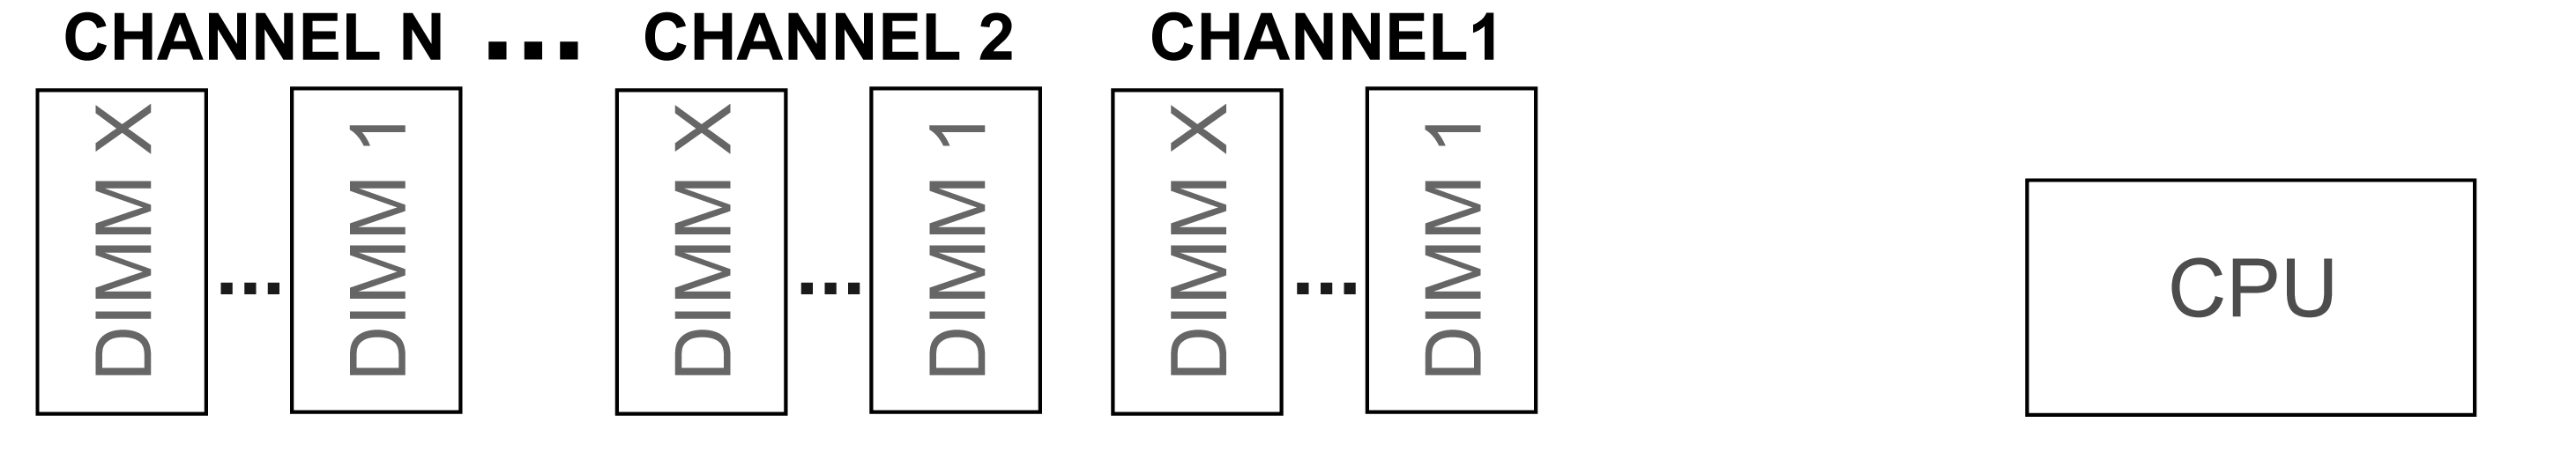 CHANNEL N ... CHANNEL 2 CHANNEL1
DIMM X ... DIMM 1 DIMM X ... DIMM 1 DIMM X ... DIMM 1
CPU